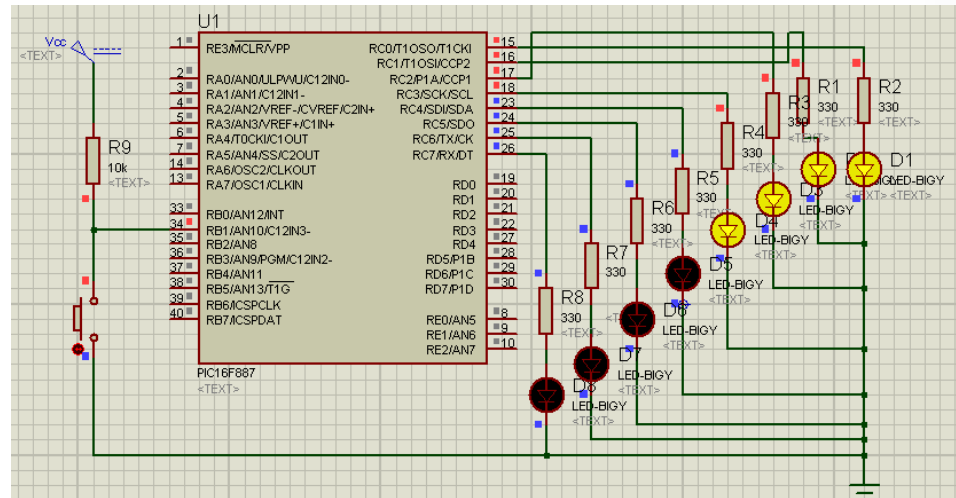 U1
Vcc
<TEXT>
1 RE3/MCLR/VPP
2 RA0/AN0/ULPWU/C12IN0-
3 RA1/AN1/C12IN1-
4 RA2/AN2/VREF-/CVREF/C2IN+
5 RA3/AN3/VREF+/C1IN+
6 RA4/T0CKI/C1OUT
7 RA5/AN4/SS/C2OUT
14 RA6/OSC2/CLKOUT
13 RA7/OSC1/CLKIN
33 RB0/AN12/INT
34 RB1/AN10/C12IN3-
35 RB2/AN8
36 RB3/AN9/PGM/C12IN2-
37 RB4/AN11
38 RB5/AN13/T1G
39 RB6/ICSPCLK
40 RB7/ICSPDAT
RC0/T1OSO/T1CKI 15
RC1/T1OSI/CCP2 16
RC2/P1A/CCP1 17
RC3/SCK/SCL 18
RC4/SDI/SDA 23
RC5/SDO 24
RC6/TX/CK 25
RC7/RX/DT 26
RD0 19
RD1 20
RD2 21
RD3 22
RD4 27
RD5/P1B 28
RD6/P1C 29
RD7/P1D 30
RE0/AN5 8
RE1/AN6 9
RE2/AN7 10
PIC16F887
<TEXT>
R9
10k
<TEXT>
R1
330
<TEXT>
R2
330
<TEXT>
R3
330
R4
330
<TEXT>
R5
330
<TEXT>
R6
330
<TEXT>
R7
330
<TEXT>
R8
330
<TEXT>
D1
LED-BIGY
<TEXT>
D3
LED-BIGY
<TEXT>
D4
LED-BIGY
<TEXT>
D5
LED-BIGY
<TEXT>
D6
LED-BIGY
<TEXT>
D7
LED-BIGY
<TEXT>
D8
LED-BIGY
<TEXT>